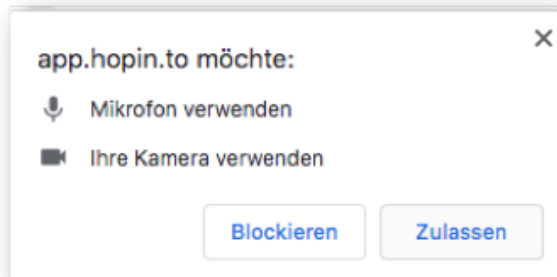 app.hopin.to möchte:
Mikrofon verwenden
Ihre Kamera verwenden
Blockieren
Zulassen